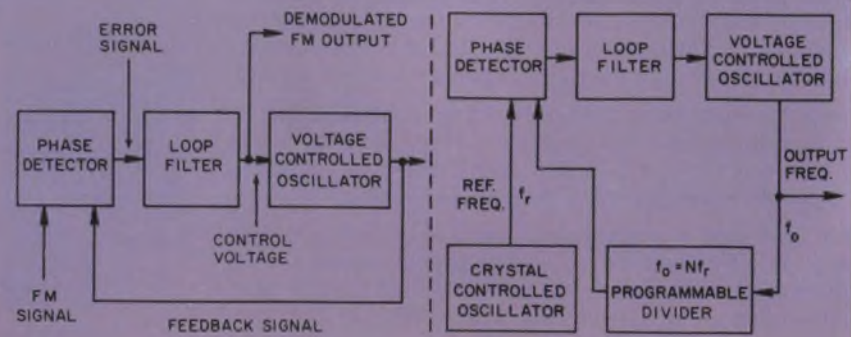 ERROR
SIGNAL
DEMODULATED
FM OUTPUT
PHASE
DETECTOR
LOOP
FILTER
VOLTAGE
CONTROLLED
OSCILLATOR
CONTROL
VOLTAGE
FM
SIGNAL
FEEDBACK SIGNAL
PHASE
DETECTOR
LOOP
FILTER
VOLTAGE
CONTROLLED
OSCILLATOR
REF.
FREQ.
fr
OUTPUT
FREQ.
fo
CRYSTAL
CONTROLLED
OSCILLATOR
fo = Nfr
PROGRAMMABLE
DIVIDER